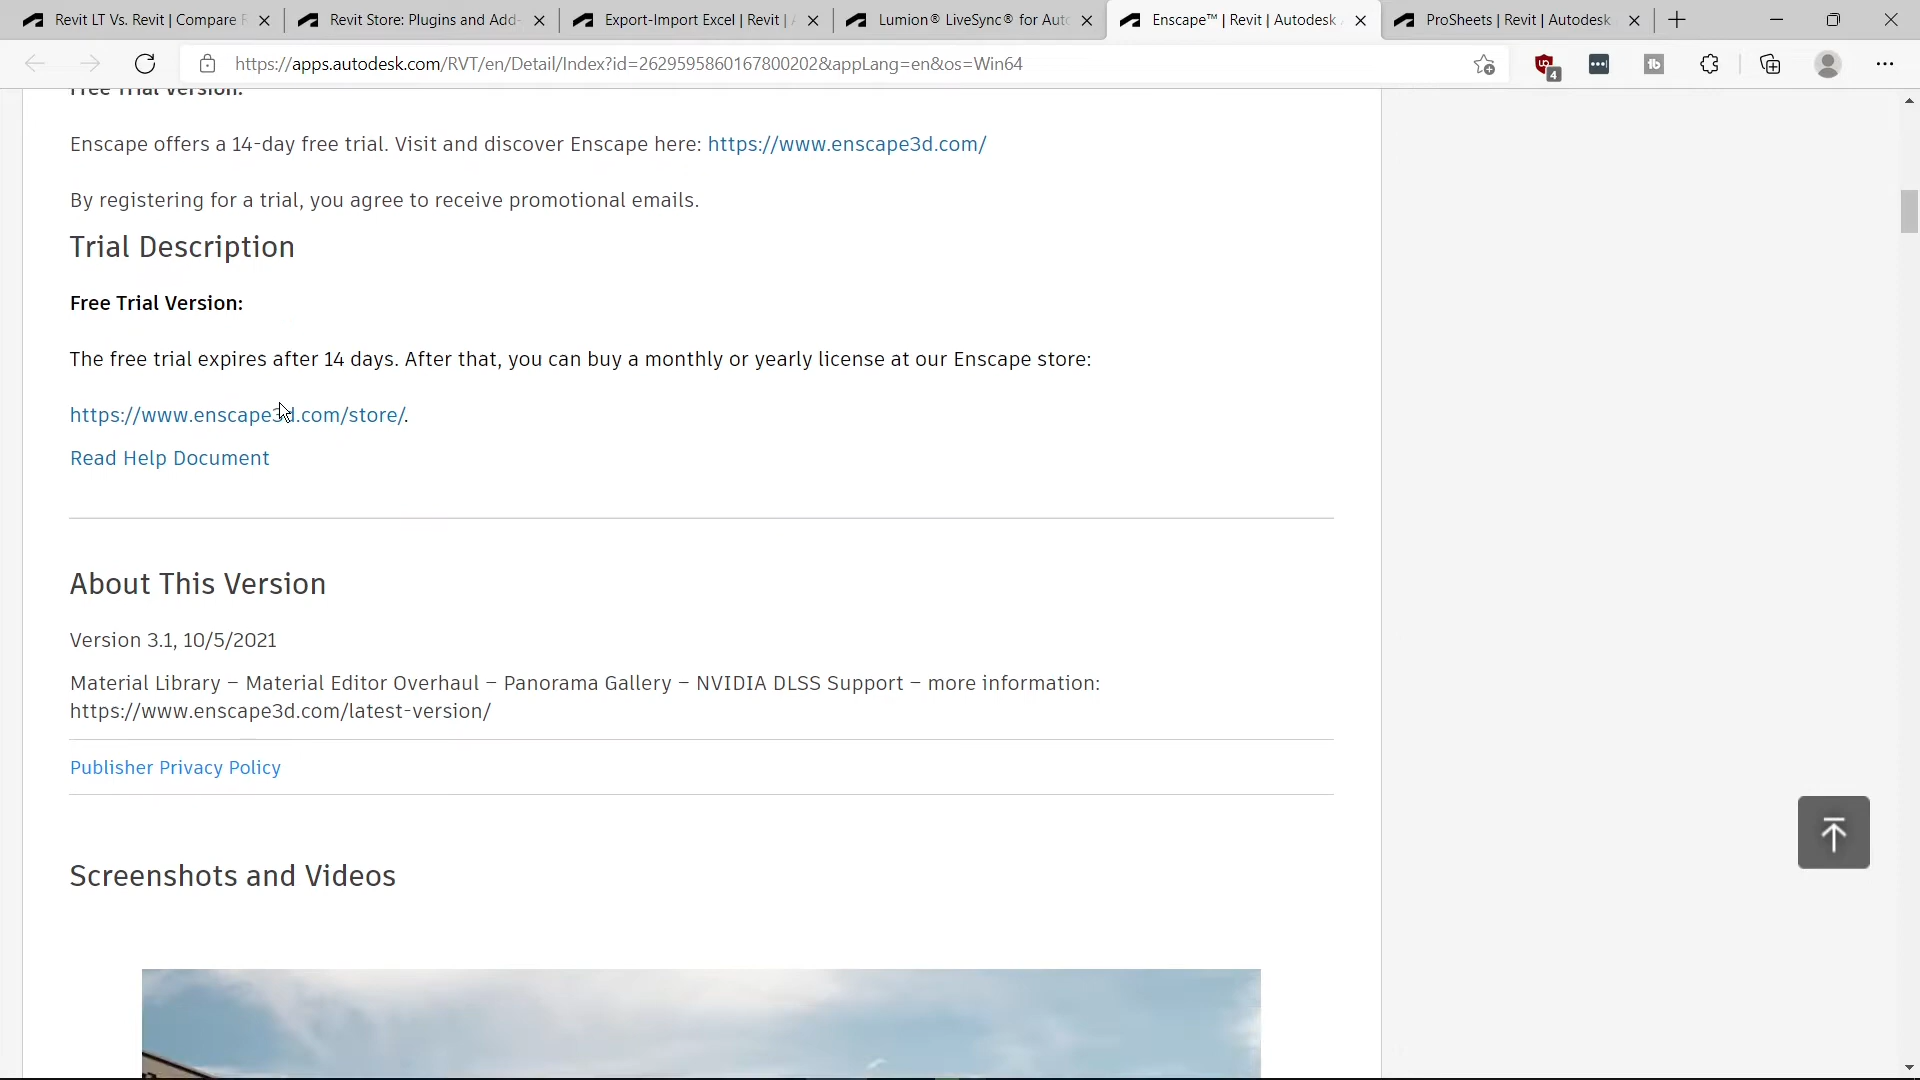 Revit LT Vs. Revit | Compare F
Revit Store: Plugins and Add-
Export-Import Excel | Revit | A
Lumion® LiveSync® for Auto
Enscape™ | Revit | Autodesk A
ProSheets | Revit | Autodesk
https://apps.autodesk.com/RVT/en/Detail/Index?id=2629595860167800202&appLang=en&os=Win64
4
tb
Free Trial Version:
Enscape offers a 14-day free trial. Visit and discover Enscape here: https://www.enscape3d.com/
By registering for a trial, you agree to receive promotional emails.
Trial Description
Free Trial Version:
The free trial expires after 14 days. After that, you can buy a monthly or yearly license at our Enscape store:
https://www.enscape3d.com/store/.
Read Help Document
About This Version
Version 3.1, 10/5/2021
Material Library – Material Editor Overhaul – Panorama Gallery – NVIDIA DLSS Support – more information:
https://www.enscape3d.com/latest-version/
Publisher Privacy Policy
Screenshots and Videos